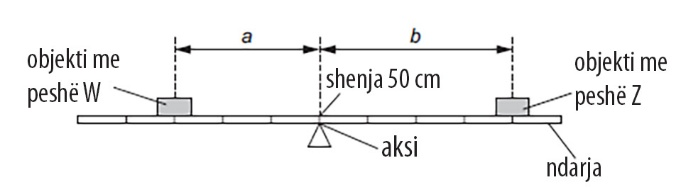 a
b
objekti me
peshë W
shenja 50 cm
objekti me
peshë Z
aksi
ndarja